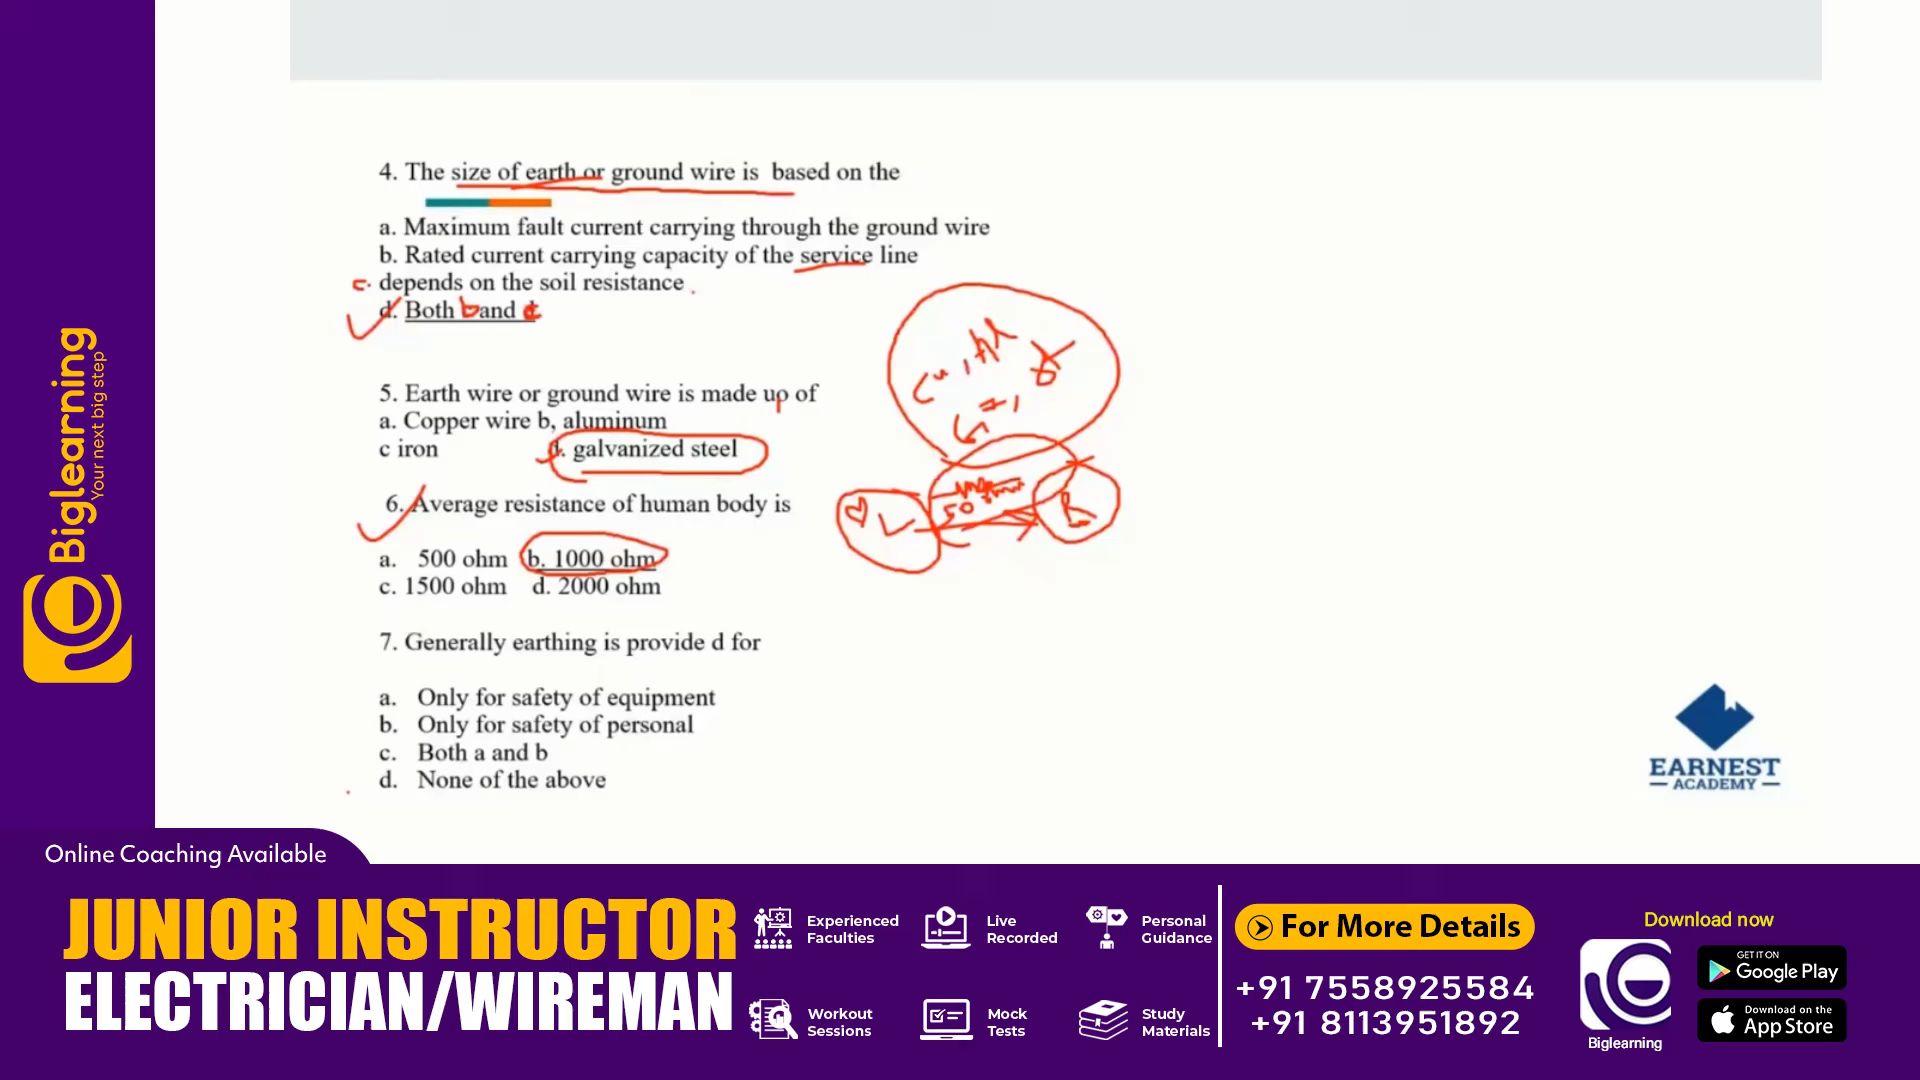 4. The size of earth or ground wire is based on the
a. Maximum fault current carrying through the ground wire
b. Rated current carrying capacity of the service line
c. depends on the soil resistance
d. Both b and c
5. Earth wire or ground wire is made up of
a. Copper wire b, aluminum
c iron d. galvanized steel
6. Average resistance of human body is
a. 500 ohm b. 1000 ohm
c. 1500 ohm d. 2000 ohm
7. Generally earthing is provide d for
a. Only for safety of equipment
b. Only for safety of personal
c. Both a and b
d. None of the above
Cu, Al
50
L
Biglearning
Your next big step
EARNEST
ACADEMY
Online Coaching Available
JUNIOR INSTRUCTOR
ELECTRICIAN/WIREMAN
Experienced
Faculties
Live
Recorded
Personal
Guidance
Workout
Sessions
Mock
Tests
Study
Materials
For More Details
+91 7558925584
+91 8113951892
Download now
Biglearning
GET IT ON
Google Play
Download on the
App Store